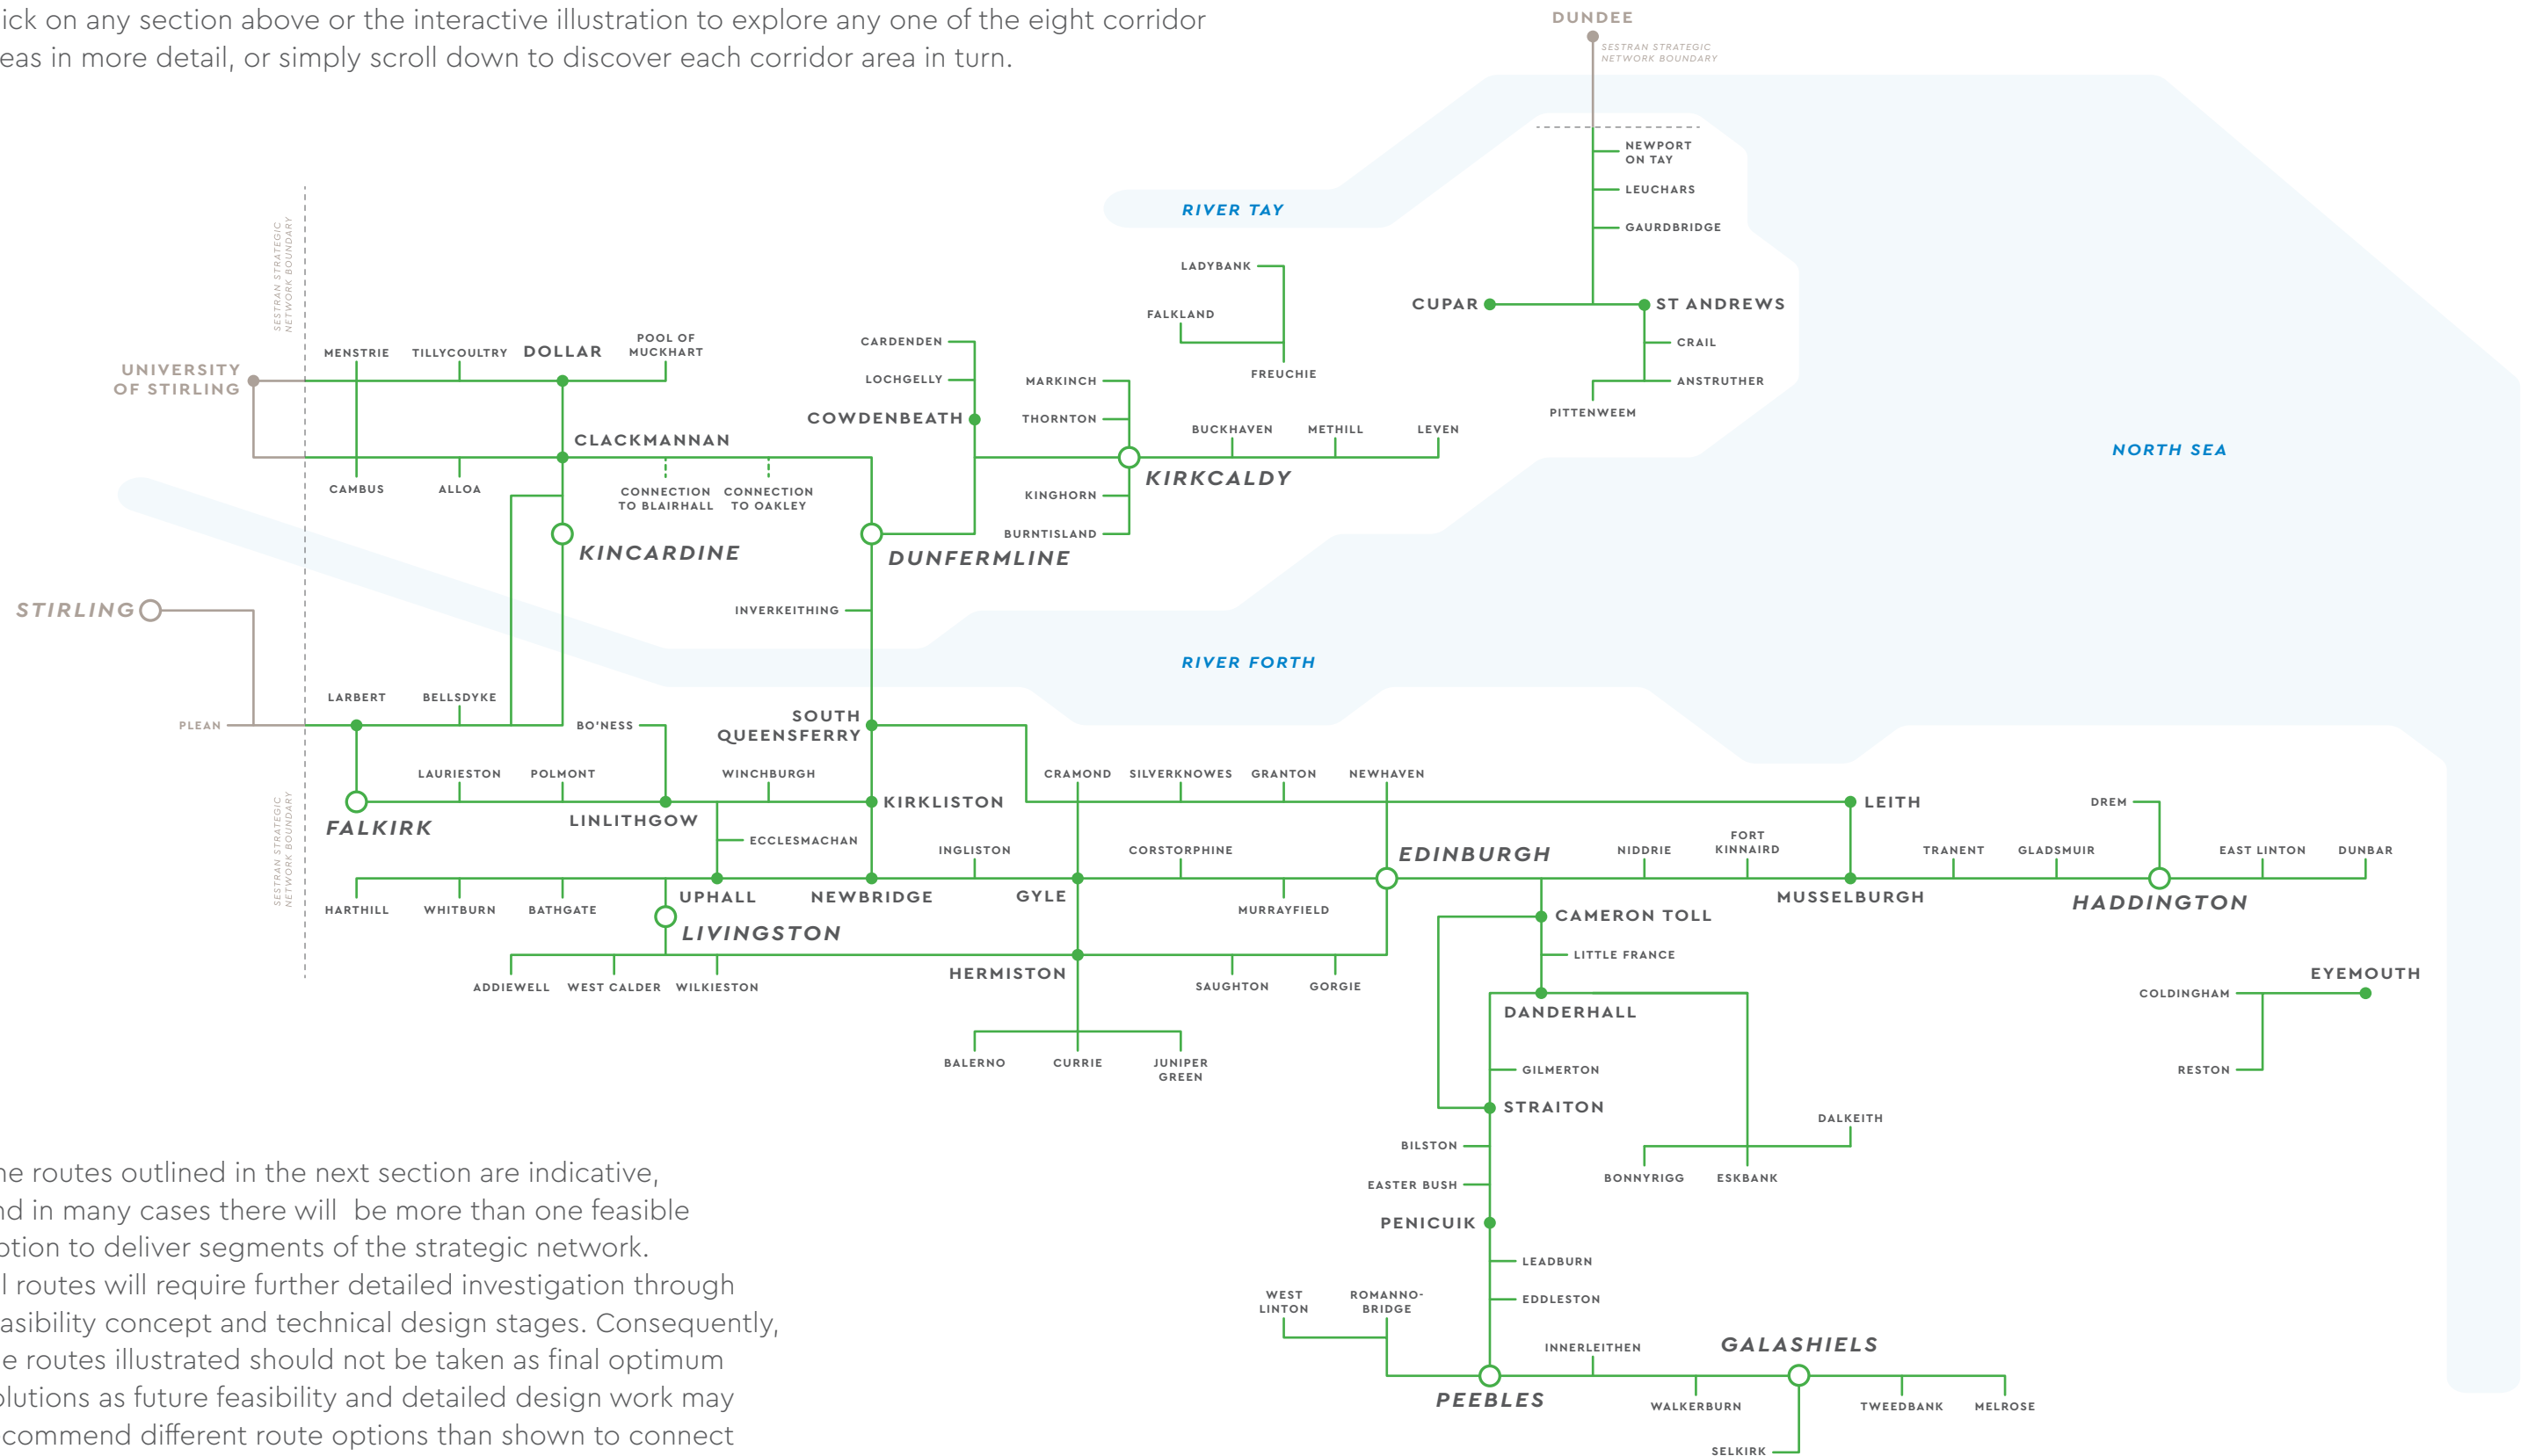 ick on any section above or the interactive illustration to explore any one of the eight corridor
eas in more detail, or simply scroll down to discover each corridor area in turn.
DUNDEE
SESTRAN STRATEGIC
NETWORK BOUNDARY
NEWPORT
ON TAY
LEUCHARS
GAURDBRIDGE
RIVER TAY
SESTRAN STRATEGIC
NETWORK BOUNDARY
LADYBANK
FALKLAND
FREUCHIE
CUPAR
ST ANDREWS
CRAIL
ANSTRUTHER
PITTENWEEM
UNIVERSITY
OF STIRLING
MENSTRIE
TILLYCOULTRY
DOLLAR
POOL OF
MUCKHART
CARDENDEN
LOCHGELLY
COWDENBEATH
MARKINCH
THORNTON
BUCKHAVEN
METHILL
LEVEN
CLACKMANNAN
KIRKCALDY
NORTH SEA
CAMBUS
ALLOA
CONNECTION
TO BLAIRHALL
CONNECTION
TO OAKLEY
KINGHORN
BURNTISLAND
KINCARDINE
DUNFERMLINE
STIRLING
INVERKEITHING
RIVER FORTH
PLEAN
LARBERT
BELLSDYKE
BO'NESS
SOUTH
QUEENSFERRY
LAURIESTON
POLMONT
WINCHBURGH
CRAMOND
SILVERKNOWES
GRANTON
NEWHAVEN
FALKIRK
LINLITHGOW
KIRKLISTON
LEITH
DREM
SESTRAN STRATEGIC
NETWORK BOUNDARY
ECCLESMACHAN
INGLISTON
CORSTORPHINE
EDINBURGH
NIDDRIE
FORT
KINNAIRD
TRANENT
GLADSMUIR
EAST LINTON
DUNBAR
HARTHILL
WHITBURN
BATHGATE
UPHALL
NEWBRIDGE
GYLE
MURRAYFIELD
MUSSELBURGH
HADDINGTON
LIVINGSTON
CAMERON TOLL
LITTLE FRANCE
HERMISTON
ADDIEWELL
WEST CALDER
WILKIESTON
SAUGHTON
GORGIE
DANDERHALL
EYEMOUTH
COLDINGHAM
RESTON
BALERNO
CURRIE
JUNIPER
GREEN
GILMERTON
STRAITON
BILSTON
DALKEITH
EASTER BUSH
BONNYRIGG
ESKBANK
PENICUIK
LEADBURN
EDDLESTON
WEST
LINTON
ROMANNO-
BRIDGE
INNERLEITHEN
GALASHIELS
PEEBLES
WALKERBURN
TWEEDBANK
MELROSE
SELKIRK
ne routes outlined in the next section are indicative,
nd in many cases there will  be more than one feasible
ption to deliver segments of the strategic network.
l routes will require further detailed investigation through
asibility concept and technical design stages. Consequently,
e routes illustrated should not be taken as final optimum
olutions as future feasibility and detailed design work may
commend different route options than shown to connect